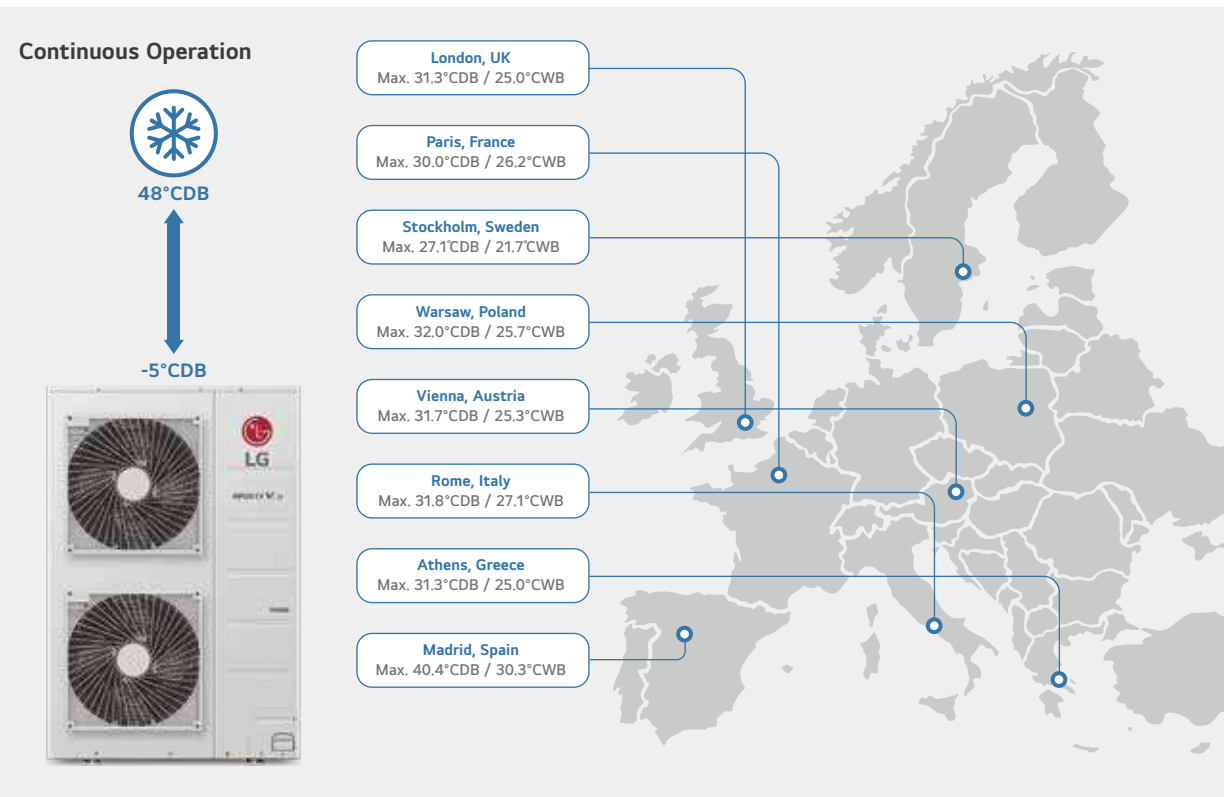 Continuous Operation
48°CDB
-5°CDB
LG
London, UK
Max. 31.3°CDB / 25.0°CWB
Paris, France
Max. 30.0°CDB / 26.2°CWB
Stockholm, Sweden
Max. 27.1℃DB / 21.7℃WB
Warsaw, Poland
Max. 32.0°CDB / 25.7°CWB
Vienna, Austria
Max. 31.7°CDB / 25.3°CWB
Rome, Italy
Max. 31.8°CDB / 27.1°CWB
Athens, Greece
Max. 31.3°CDB / 25.0°CWB
Madrid, Spain
Max. 40.4°CDB / 30.3°CWB